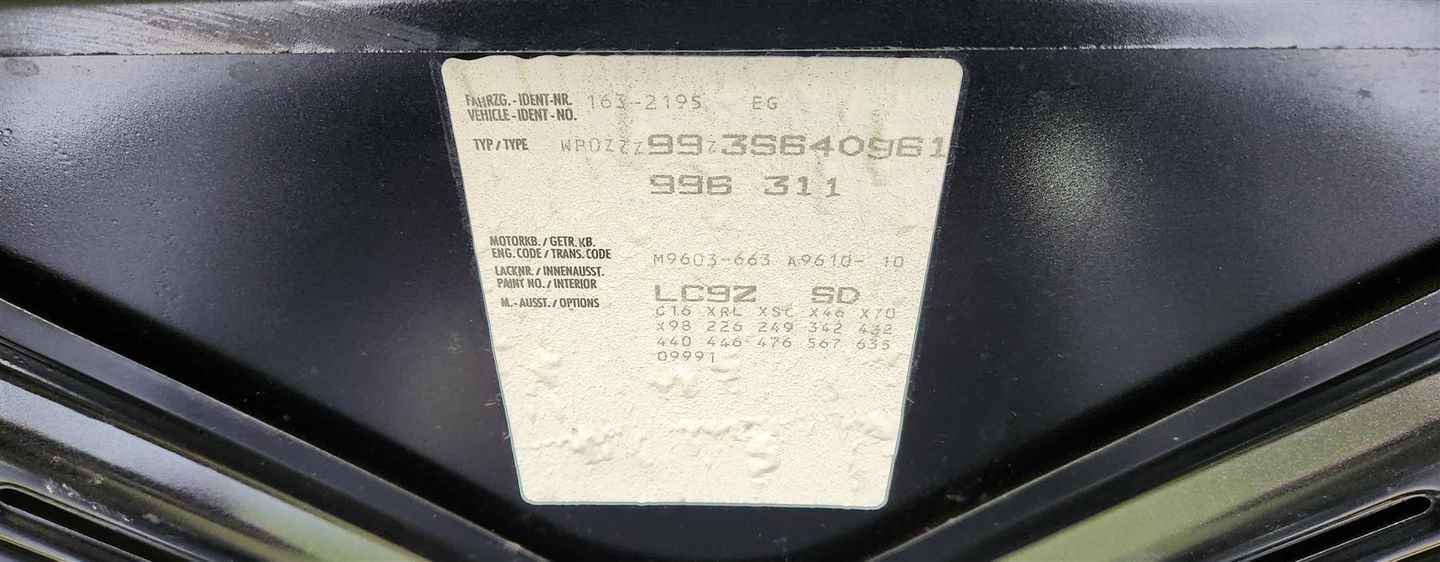 FAHRZG.-IDENT-NR. 163-2195 EG
VEHICLE-IDENT-NO.
TYP/TYPE WP0ZZZ99Z3S640961
996 311
MOTORKB./GETR.KB.
ENG.CODE/TRANS.CODE M9603-663 A9610- 10
LACKNR./INNENAUSST.
PAINT NO./INTERIOR LC9Z SD
M.-AUSST./OPTIONS C16 XRL XSC X46 X70
X98 226 249 342 432
440 446 476 567 635
09991